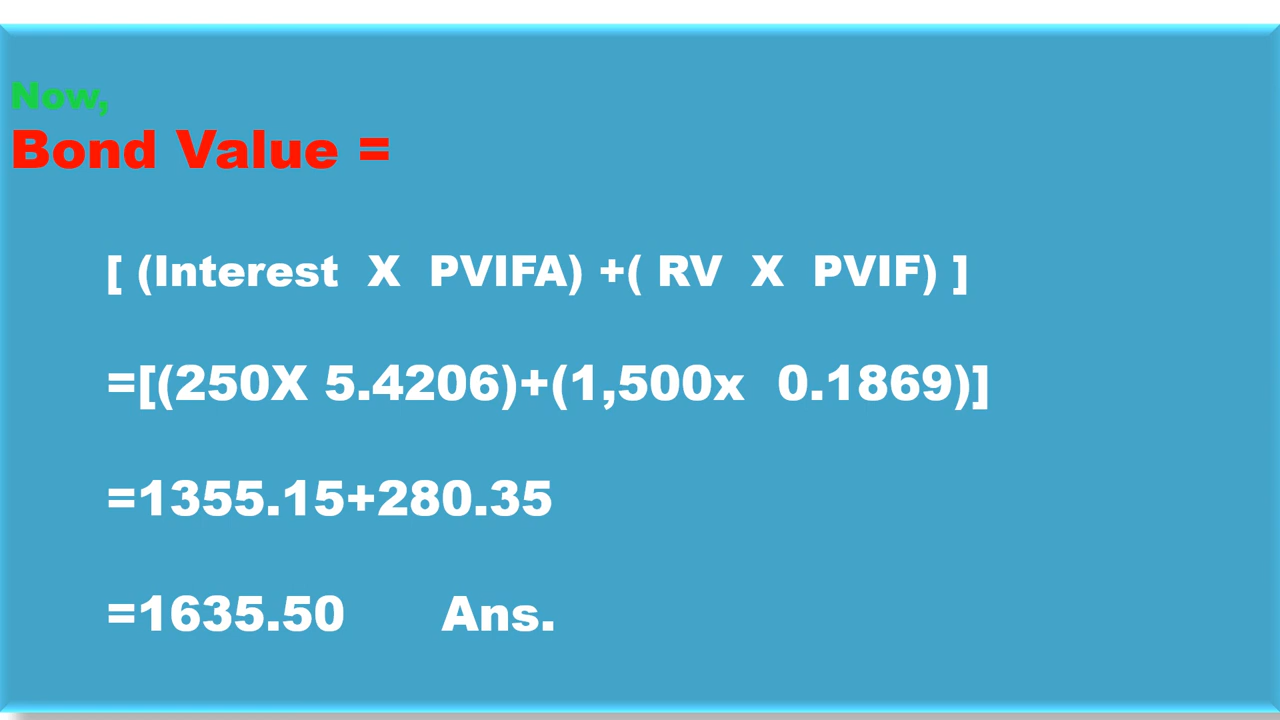 Now,
Bond Value =
[ (Interest X PVIFA) +( RV X PVIF) ]
=[(250X 5.4206)+(1,500x 0.1869)]
=1355.15+280.35
=1635.50 Ans.